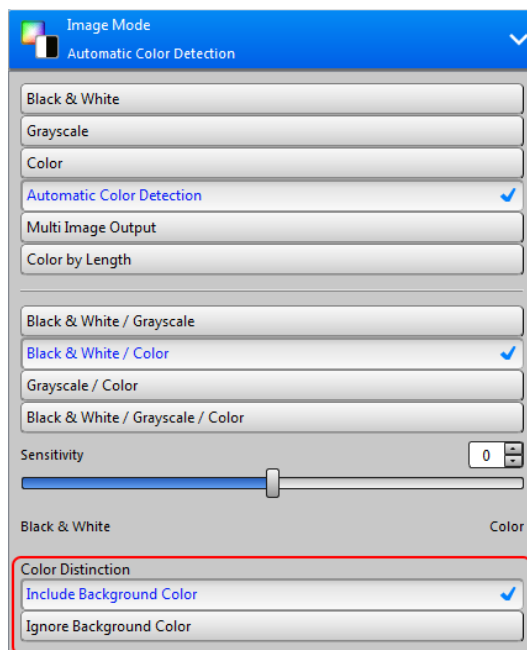 Image Mode
Automatic Color Detection
Black & White
Grayscale
Color
Automatic Color Detection
Multi Image Output
Color by Length
Black & White / Grayscale
Black & White / Color
Grayscale / Color
Black & White / Grayscale / Color
Sensitivity 0
Black & White Color
Color Distinction
Include Background Color
Ignore Background Color